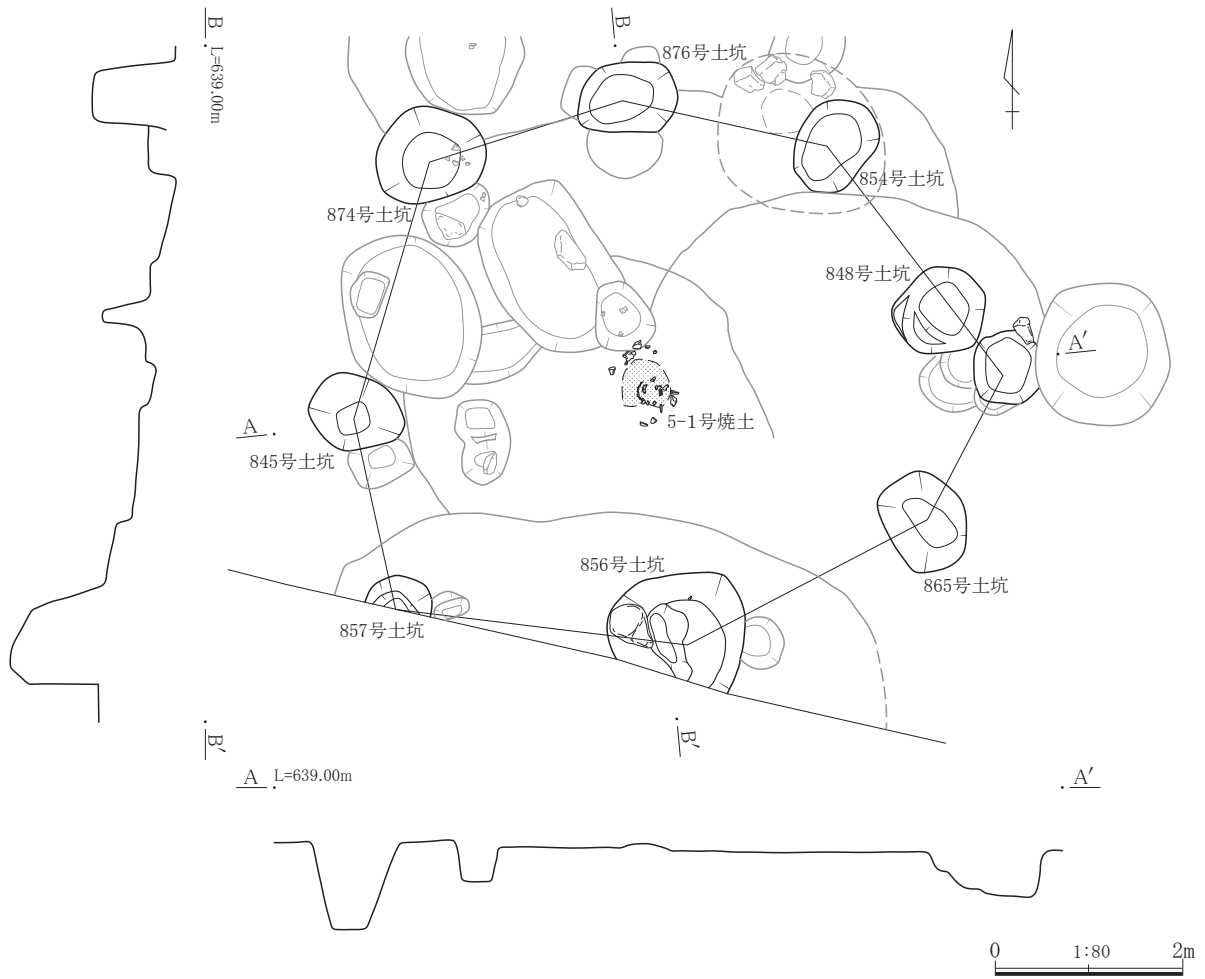 B
L=639.00m
B
876号土坑
854号土坑
874号土坑
848号土坑
A′
5-1号焼土
A
845号土坑
856号土坑
865号土坑
857号土坑
B′
B′
A L=639.00m
A′
0 1:80 2m